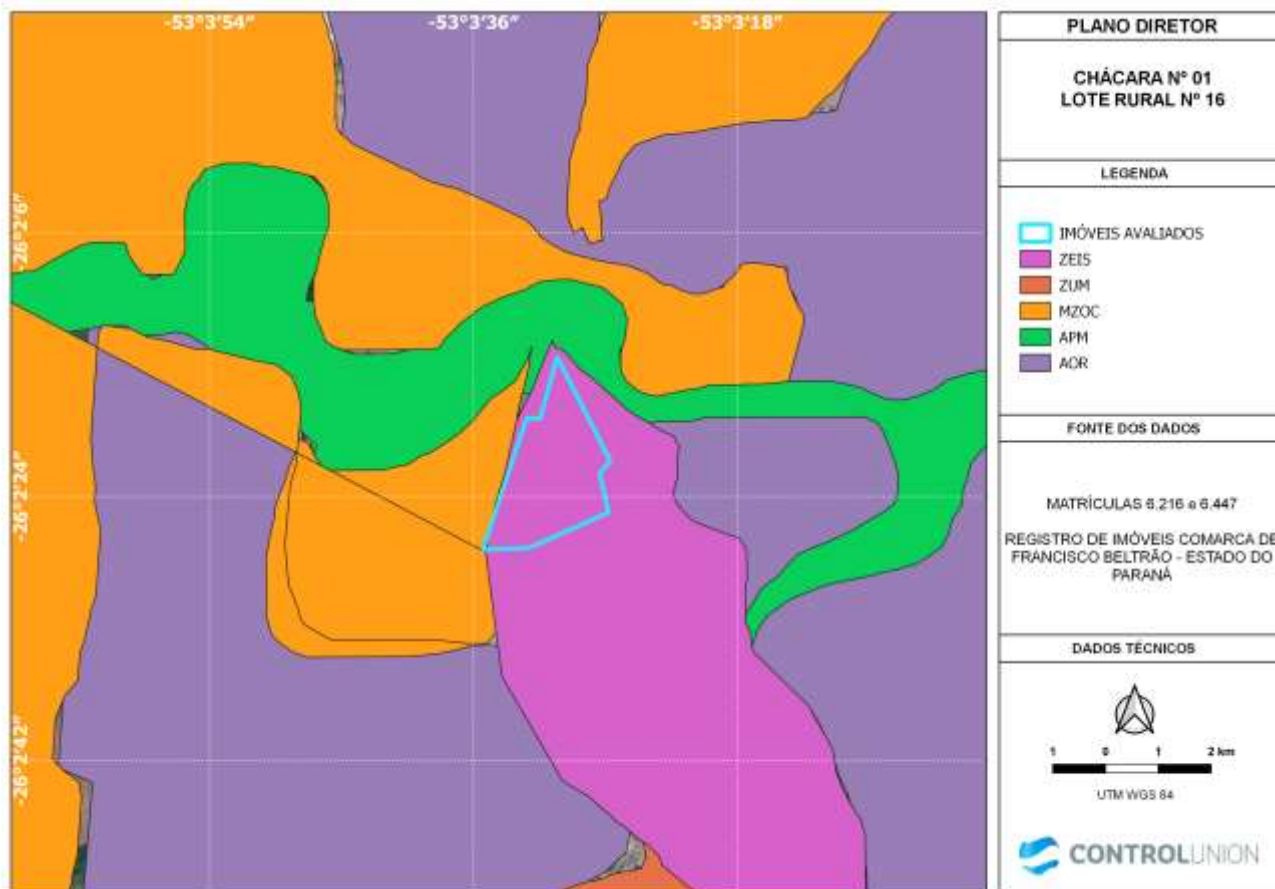 -53°3'54"
-53°3'36"
-53°3'18"
-26°2'6"
-26°2'24"
-26°2'42"
PLANO DIRETOR
CHÁCARA Nº 01
LOTE RURAL Nº 16
LEGENDA
IMÓVEIS AVALIADOS
ZEIS
ZUM
MZOC
APM
AOR
FONTE DOS DADOS
MATRÍCULAS 6.216 e 6.447
REGISTRO DE IMÓVEIS COMARCA DE
FRANCISCO BELTRÃO - ESTADO DO
PARANÁ
DADOS TÉCNICOS
1 0 1 2 km
UTM WGS 84
CONTROLUNION